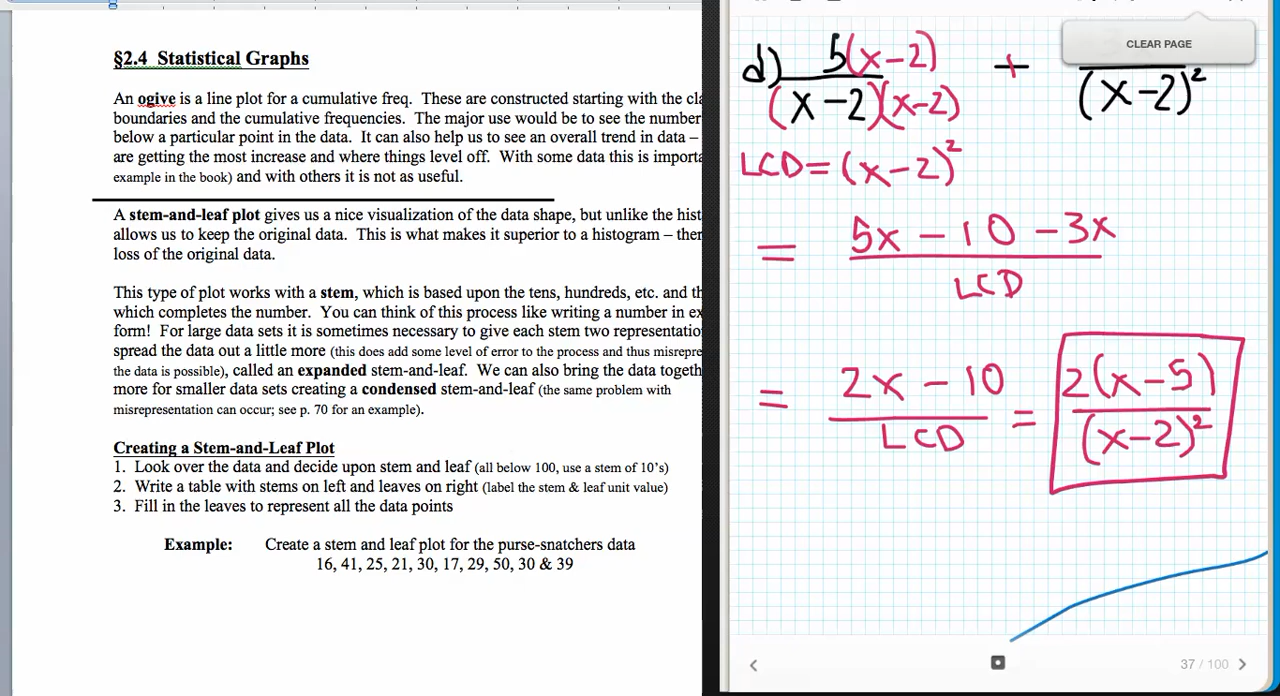 §2.4 Statistical Graphs
An ogive is a line plot for a cumulative freq. These are constructed starting with the cla
boundaries and the cumulative frequencies. The major use would be to see the number
below a particular point in the data. It can also help us to see an overall trend in data –
are getting the most increase and where things level off. With some data this is importa
example in the book) and with others it is not as useful.
A stem-and-leaf plot gives us a nice visualization of the data shape, but unlike the hist
allows us to keep the original data. This is what makes it superior to a histogram – ther
loss of the original data.
This type of plot works with a stem, which is based upon the tens, hundreds, etc. and th
which completes the number. You can think of this process like writing a number in ex
form! For large data sets it is sometimes necessary to give each stem two representatio
spread the data out a little more (this does add some level of error to the process and thus misrepre
the data is possible), called an expanded stem-and-leaf. We can also bring the data togeth
more for smaller data sets creating a condensed stem-and-leaf (the same problem with
misrepresentation can occur; see p. 70 for an example).
Creating a Stem-and-Leaf Plot
1. Look over the data and decide upon stem and leaf (all below 100, use a stem of 10's)
2. Write a table with stems on left and leaves on right (label the stem & leaf unit value)
3. Fill in the leaves to represent all the data points
Example: Create a stem and leaf plot for the purse-snatchers data
16, 41, 25, 21, 30, 17, 29, 50, 30 & 39
CLEAR PAGE
d) 5(x-2) +
(x-2)(x-2) (x-2)²
LCD = (x-2)²
= 5x - 10 - 3x
LCD
= 2x - 10 = 2(x-5)
LCD (x-2)²
37 / 100